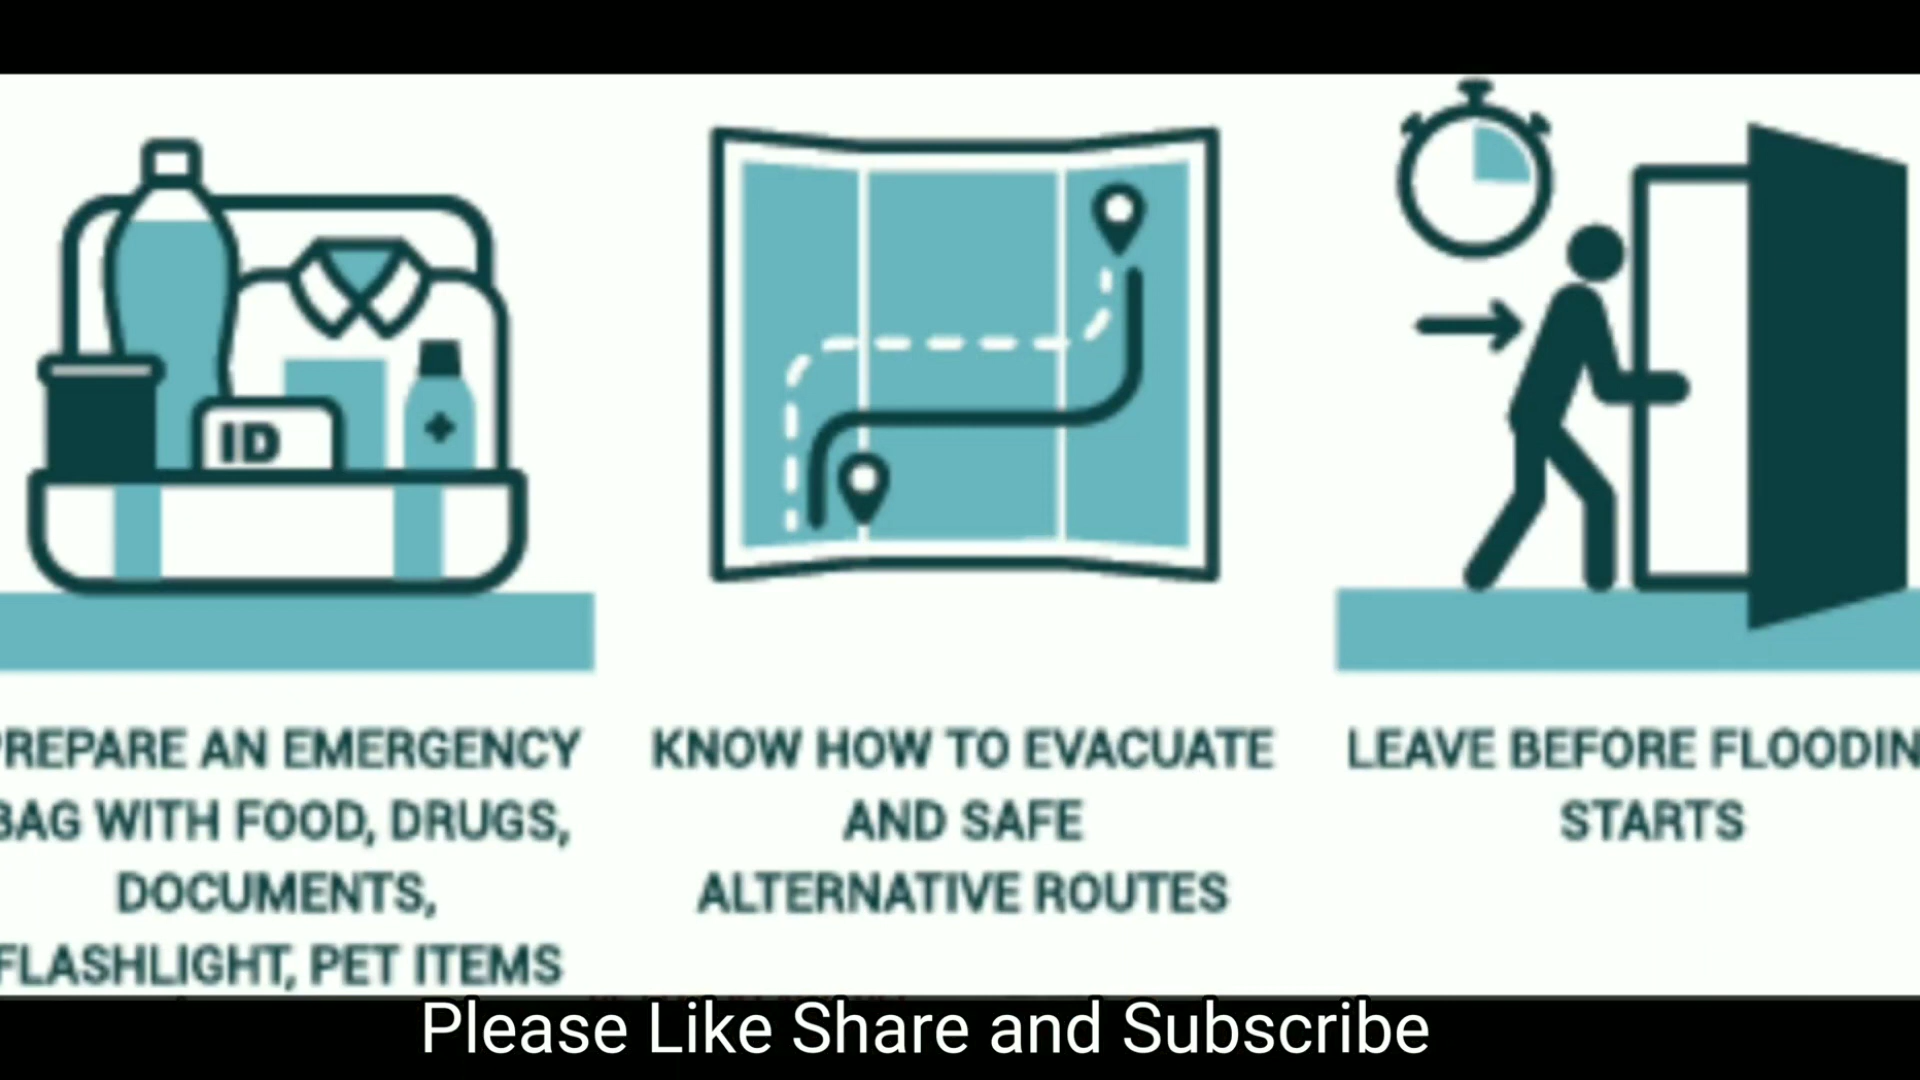 ID
PREPARE AN EMERGENCY
BAG WITH FOOD, DRUGS,
DOCUMENTS,
FLASHLIGHT, PET ITEMS
KNOW HOW TO EVACUATE
AND SAFE
ALTERNATIVE ROUTES
LEAVE BEFORE FLOODIN
STARTS
Please Like Share and Subscribe